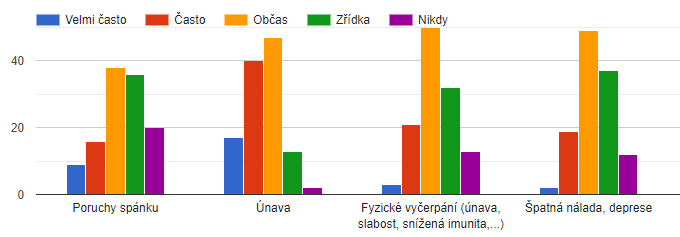 Velmi často Často Občas Zřídka Nikdy
40
20
0
Poruchy spánku Únava Fyzické vyčerpání (únava, slabost, snížená imunita,...) Špatná nálada, deprese